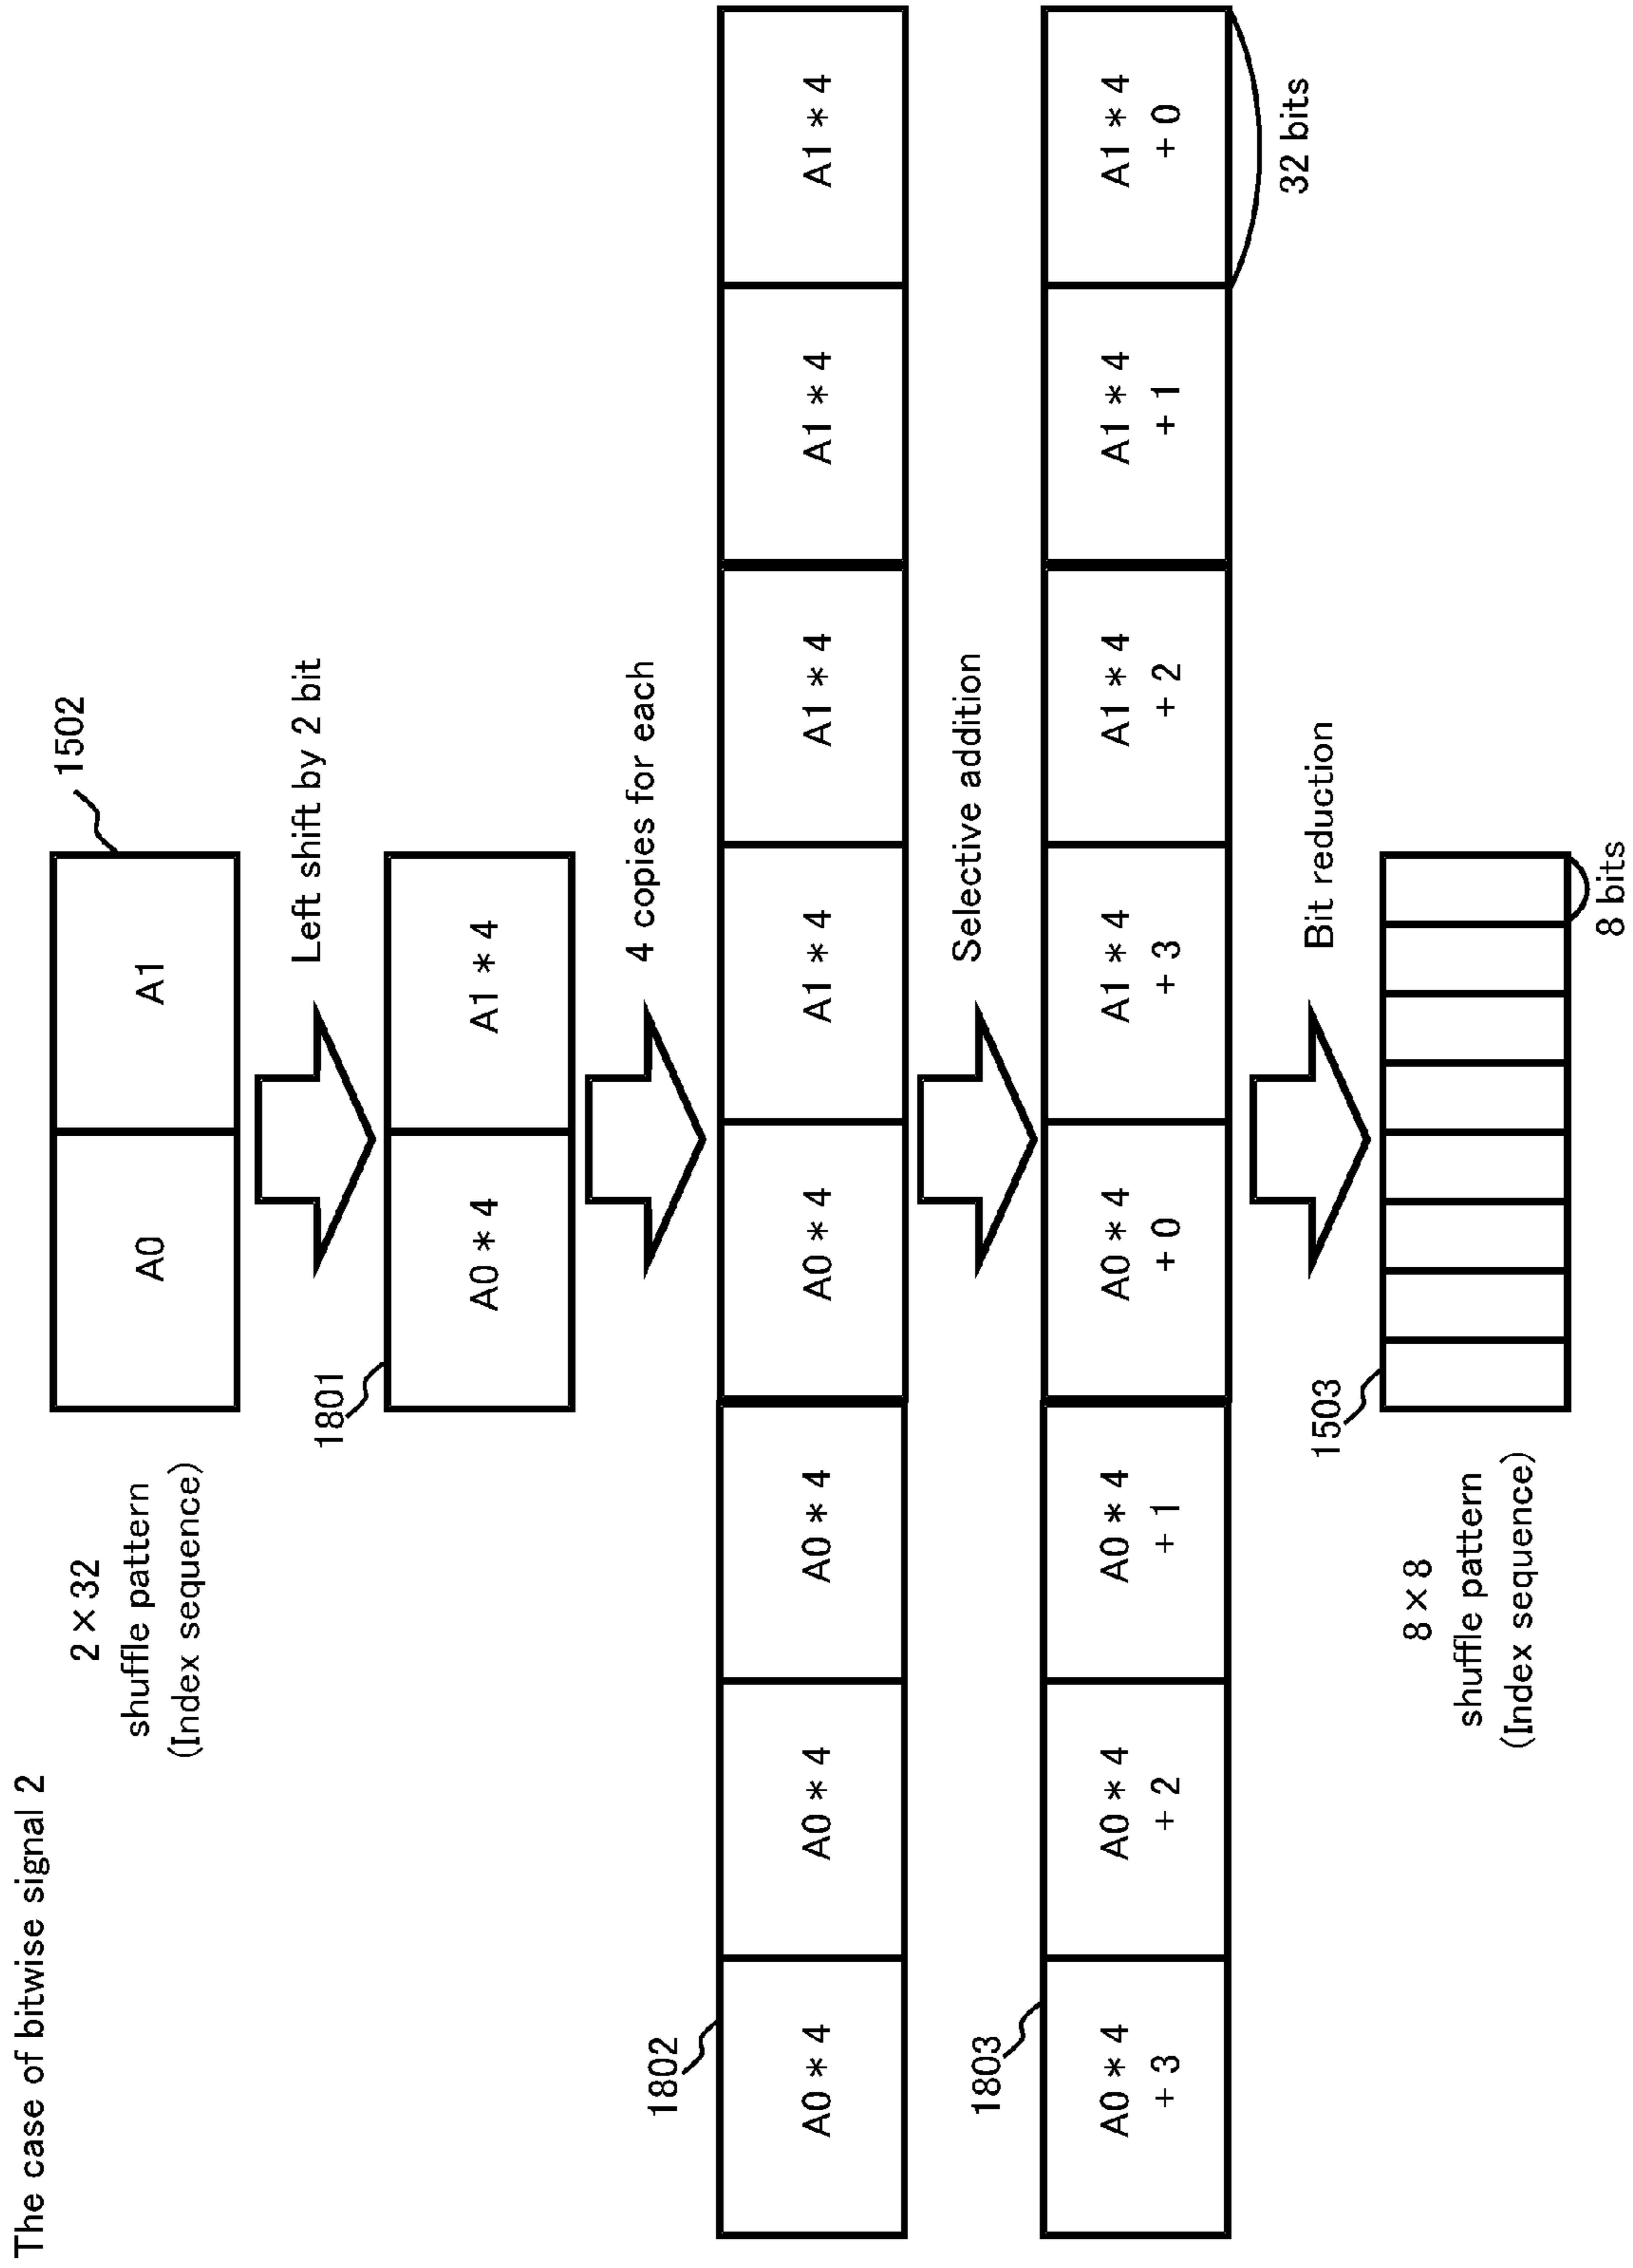 The case of bitwise signal 2
2×32
shuffle pattern
(Index sequence)
A0
A1
1502
Left shift by 2 bit
1801
A0 * 4
A1 * 4
4 copies for each
1802
A0 * 4
A0 * 4
A0 * 4
A0 * 4
A1 * 4
A1 * 4
A1 * 4
A1 * 4
Selective addition
1803
A0 * 4
+ 3
A0 * 4
+ 2
A0 * 4
+ 1
A0 * 4
+ 0
A1 * 4
+ 3
A1 * 4
+ 2
A1 * 4
+ 1
A1 * 4
+ 0
32 bits
Bit reduction
1503
8×8
shuffle pattern
(Index sequence)
8 bits